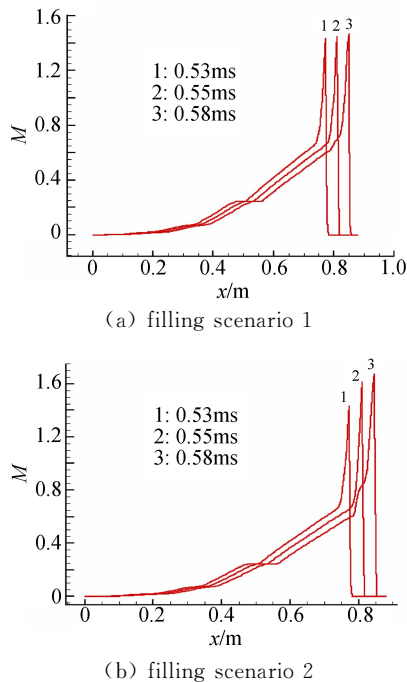 1.6
1.2
0.8
0.4
0
M
1 2 3
1: 0.53ms
2: 0.55ms
3: 0.58ms
0 0.2 0.4 0.6 0.8 1.0
x/m
(a) filling scenario 1
1.6
1.2
0.8
0.4
0
M
1 2 3
1: 0.53ms
2: 0.55ms
3: 0.58ms
0 0.2 0.4 0.6 0.8
x/m
(b) filling scenario 2